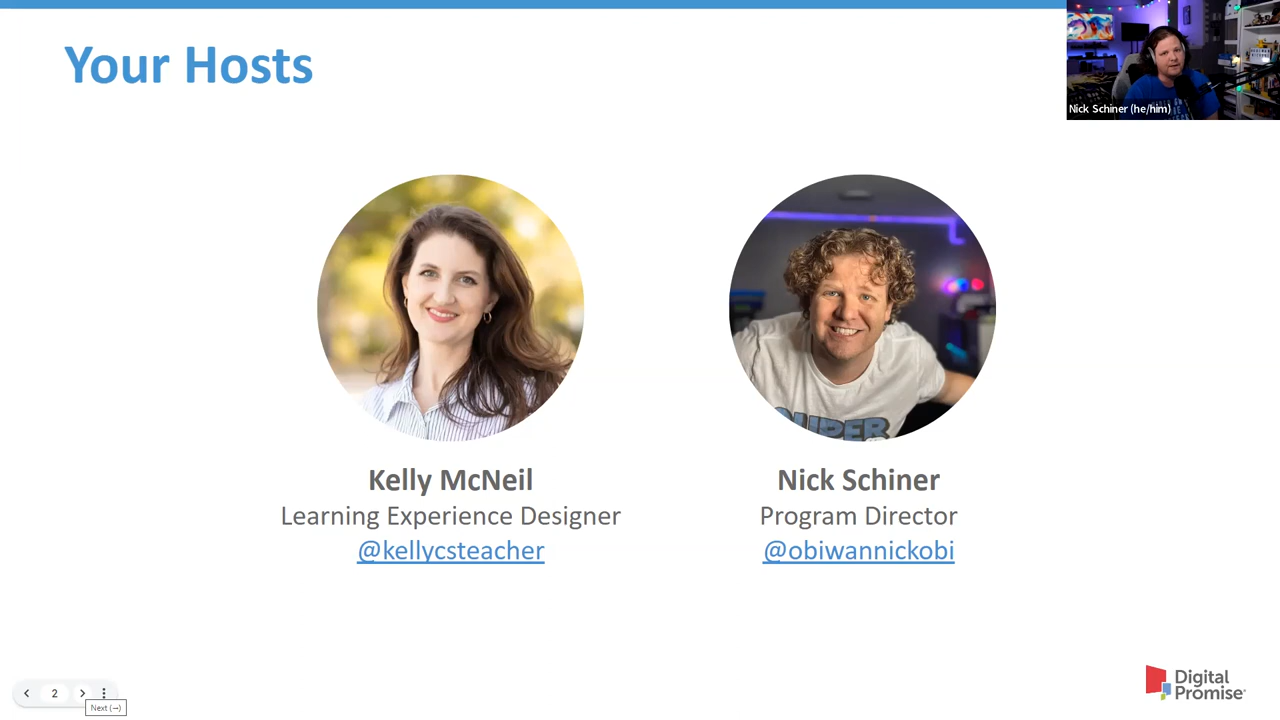 Your Hosts
Nick Schiner (he/him)
SUPER
Kelly McNeil
Learning Experience Designer
@kellycsteacher
Nick Schiner
Program Director
@obiwannickobi
2
Next (→)
Digital
Promise